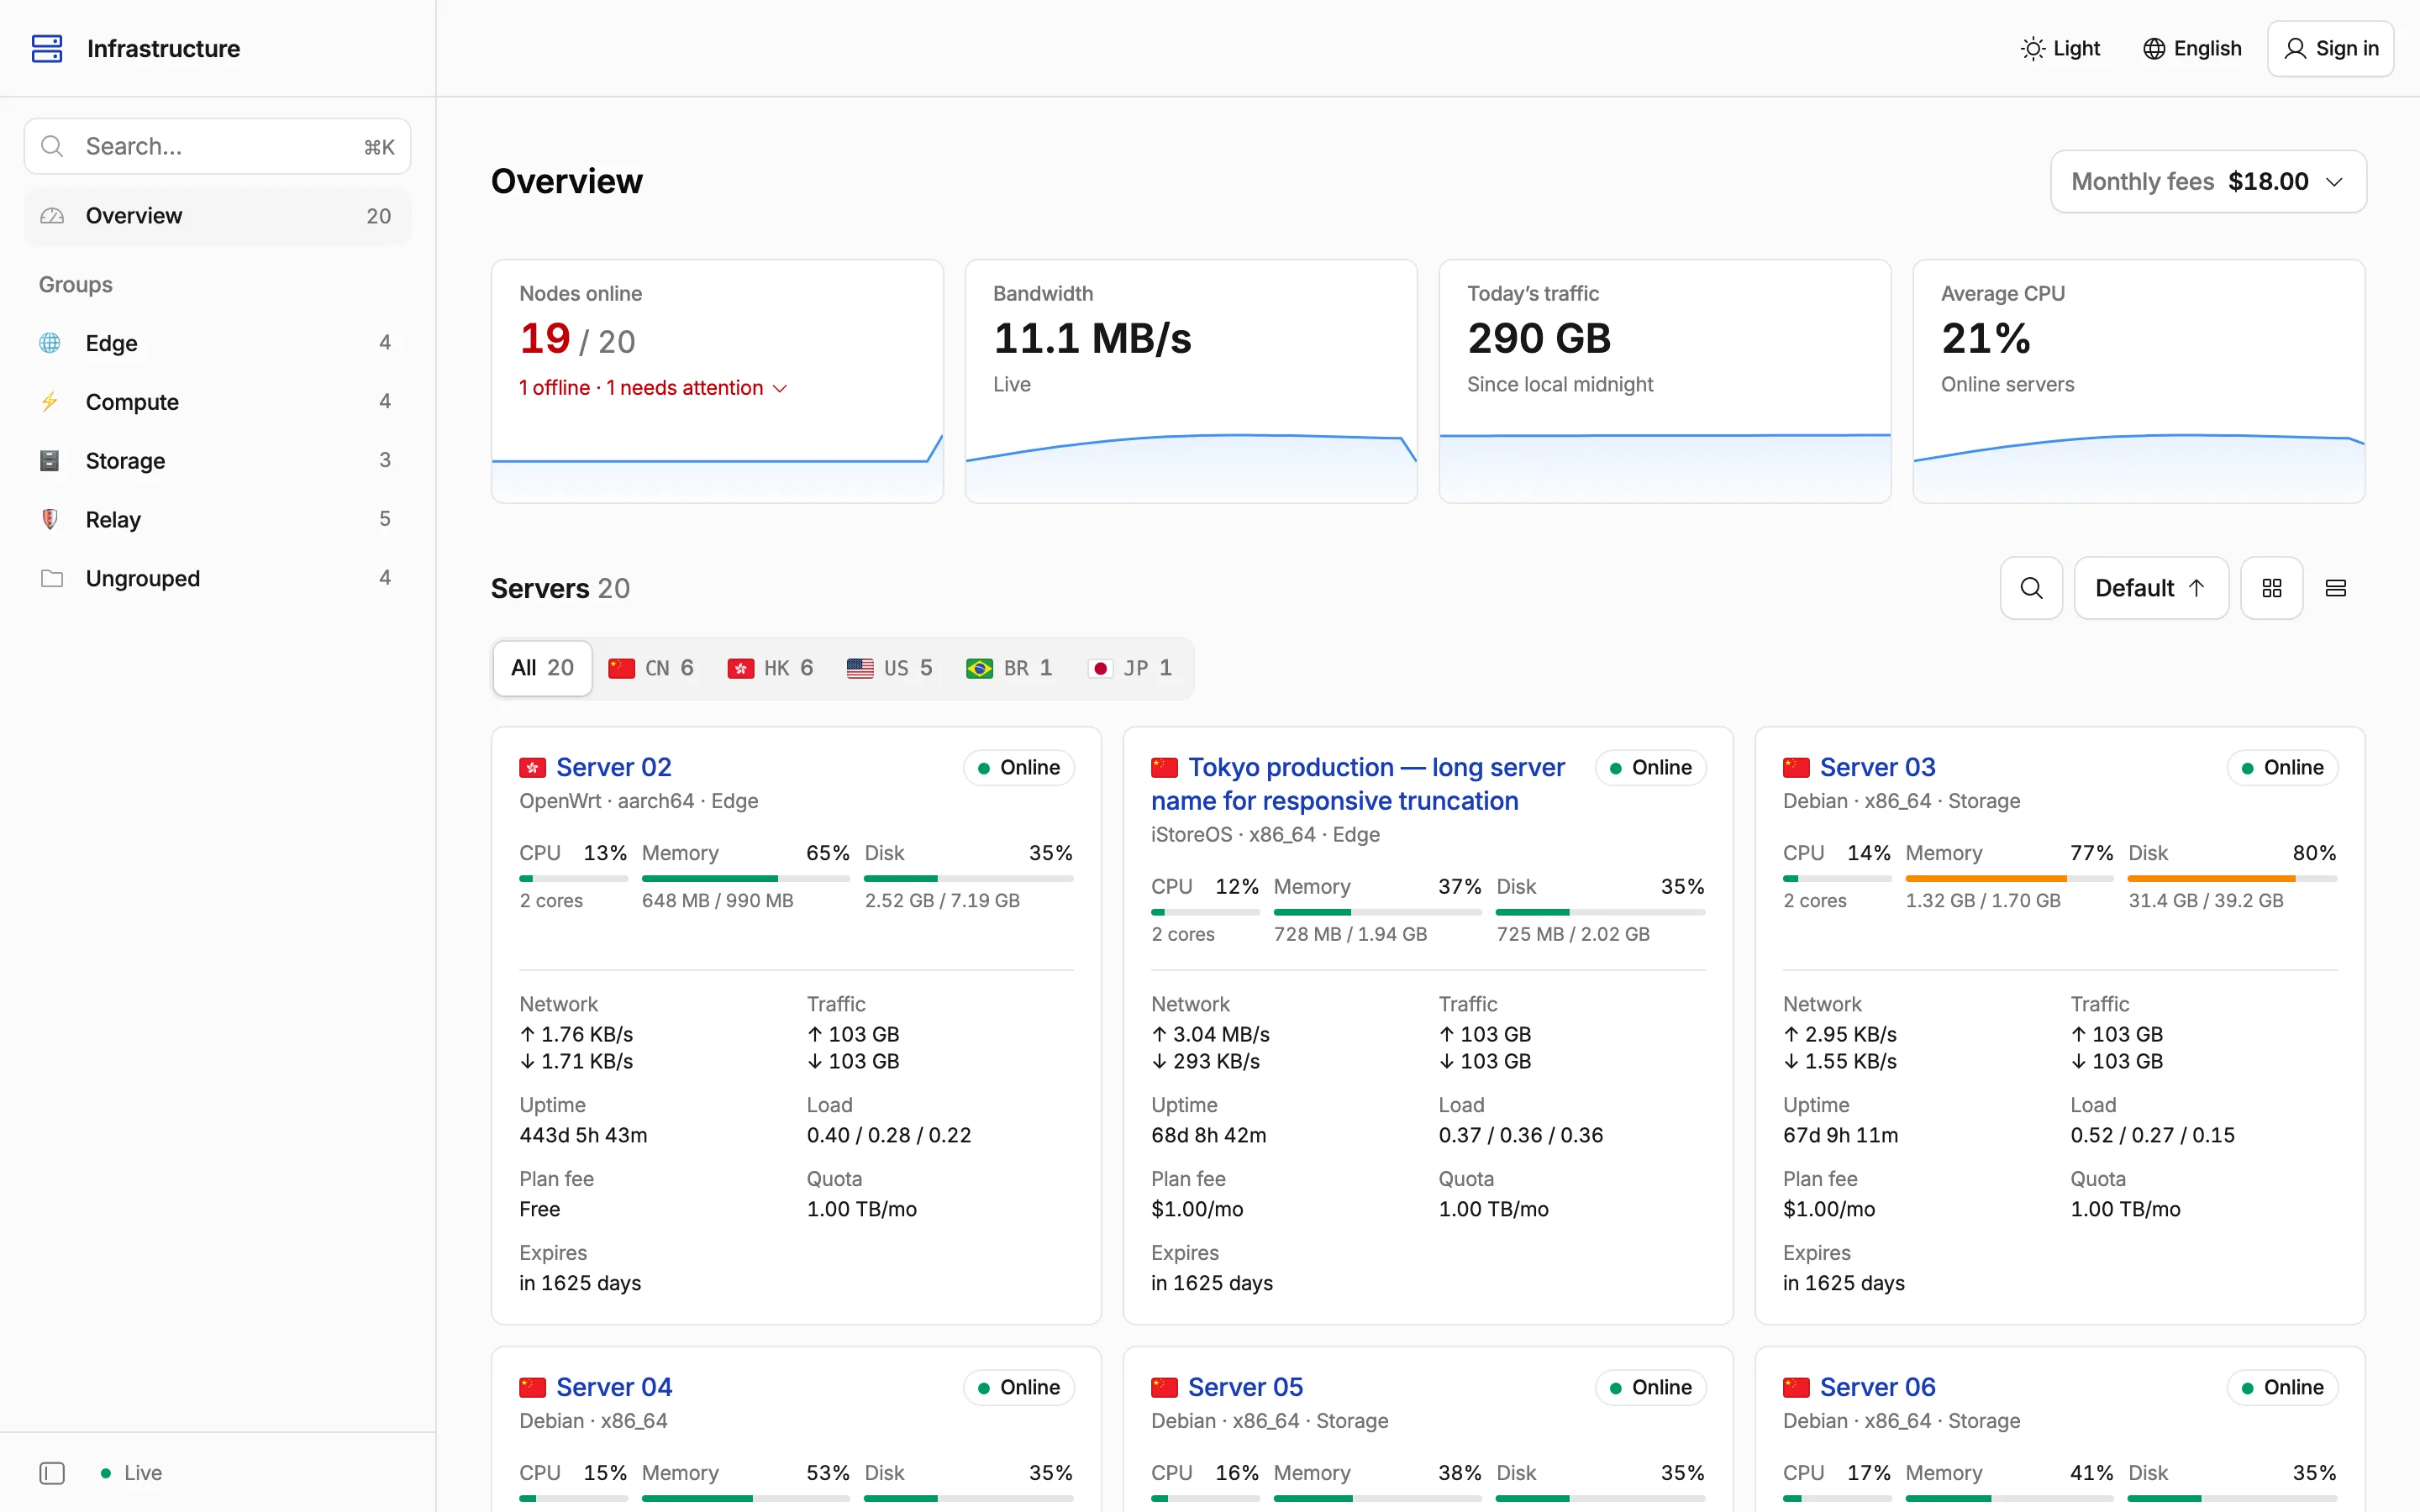 Infrastructure
Light
English
Sign in
Search...
⌘K
Overview 20
Groups
Edge 4
Compute 4
Storage 3
Relay 5
Ungrouped 4
Live
Overview
Monthly fees $18.00
Nodes online
19 / 20
1 offline · 1 needs attention
Bandwidth
11.1 MB/s
Live
Today’s traffic
290 GB
Since local midnight
Average CPU
21%
Online servers
Servers 20
Default ↑
All 20 CN 6 HK 6 US 5 BR 1 JP 1
Server 02 Online
OpenWrt · aarch64 · Edge
CPU 13% Memory 65% Disk 35%
2 cores 648 MB / 990 MB 2.52 GB / 7.19 GB
Network Traffic
↑ 1.76 KB/s ↑ 103 GB
↓ 1.71 KB/s ↓ 103 GB
Uptime Load
443d 5h 43m 0.40 / 0.28 / 0.22
Plan fee Quota
Free 1.00 TB/mo
Expires
in 1625 days
Tokyo production — long server Online
name for responsive truncation
iStoreOS · x86_64 · Edge
CPU 12% Memory 37% Disk 35%
2 cores 728 MB / 1.94 GB 725 MB / 2.02 GB
Network Traffic
↑ 3.04 MB/s ↑ 103 GB
↓ 293 KB/s ↓ 103 GB
Uptime Load
68d 8h 42m 0.37 / 0.36 / 0.36
Plan fee Quota
$1.00/mo 1.00 TB/mo
Expires
in 1625 days
Server 03 Online
Debian · x86_64 · Storage
CPU 14% Memory 77% Disk 80%
2 cores 1.32 GB / 1.70 GB 31.4 GB / 39.2 GB
Network Traffic
↑ 2.95 KB/s ↑ 103 GB
↓ 1.55 KB/s ↓ 103 GB
Uptime Load
67d 9h 11m 0.52 / 0.27 / 0.15
Plan fee Quota
$1.00/mo 1.00 TB/mo
Expires
in 1625 days
Server 04 Online
Debian · x86_64
CPU 15% Memory 53% Disk 35%
Server 05 Online
Debian · x86_64 · Storage
CPU 16% Memory 38% Disk 35%
Server 06 Online
Debian · x86_64 · Storage
CPU 17% Memory 41% Disk 35%